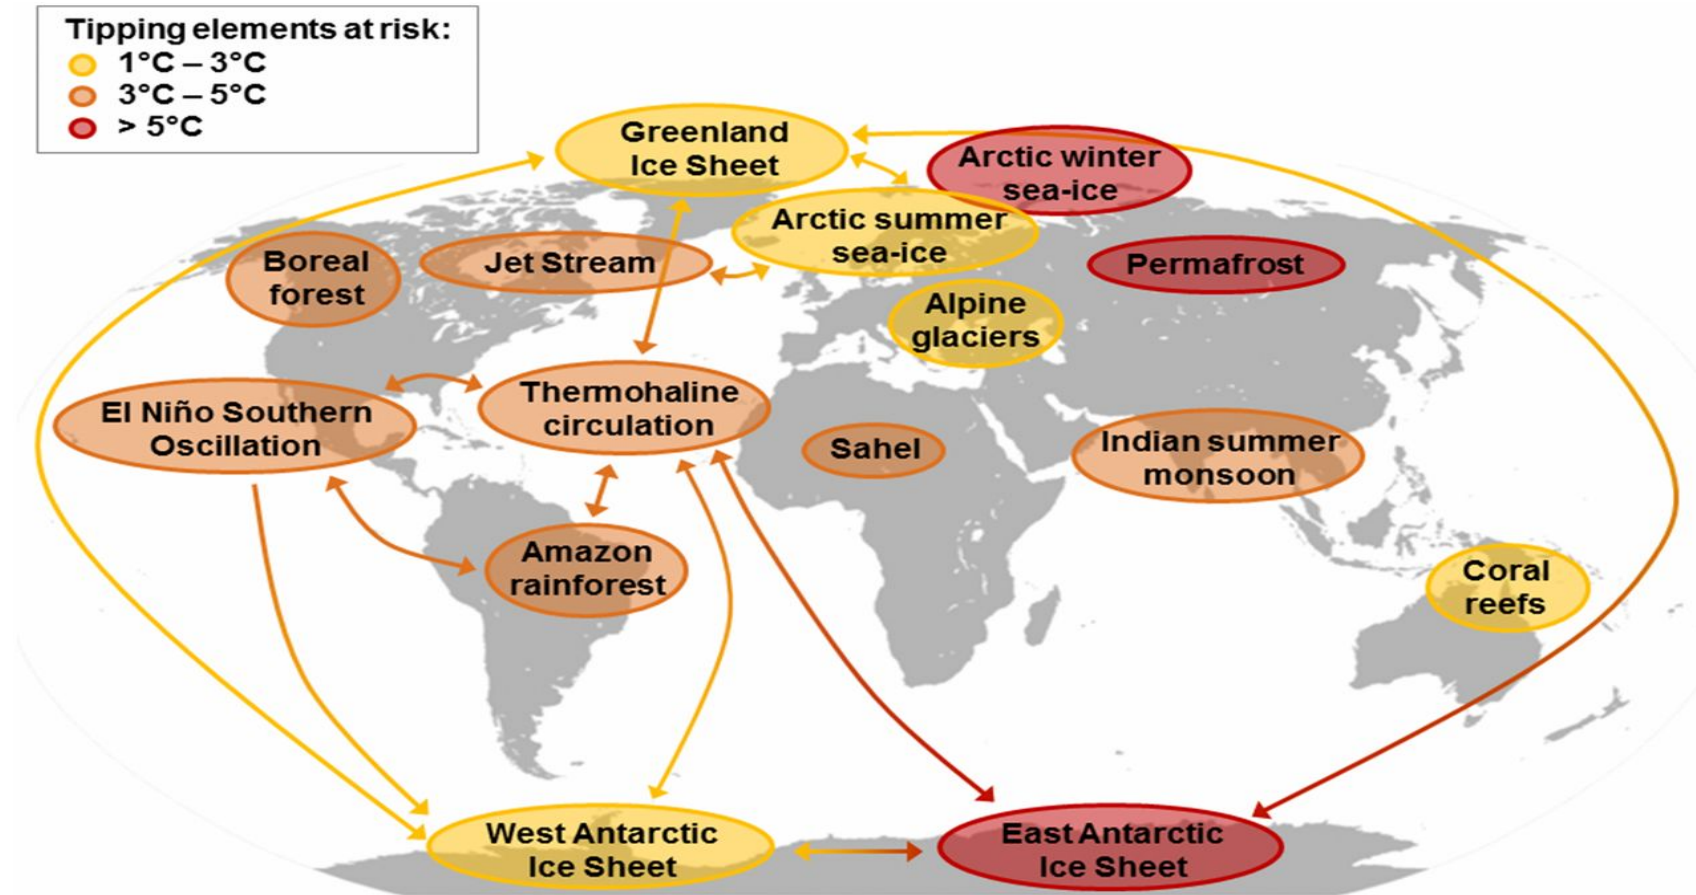 Tipping elements at risk:
1°C – 3°C
3°C – 5°C
> 5°C
Greenland
Ice Sheet
Arctic winter
sea-ice
Arctic summer
sea-ice
Boreal
forest
Jet Stream
Permafrost
Alpine
glaciers
El Niño Southern
Oscillation
Thermohaline
circulation
Sahel
Indian summer
monsoon
Amazon
rainforest
Coral
reefs
West Antarctic
Ice Sheet
East Antarctic
Ice Sheet